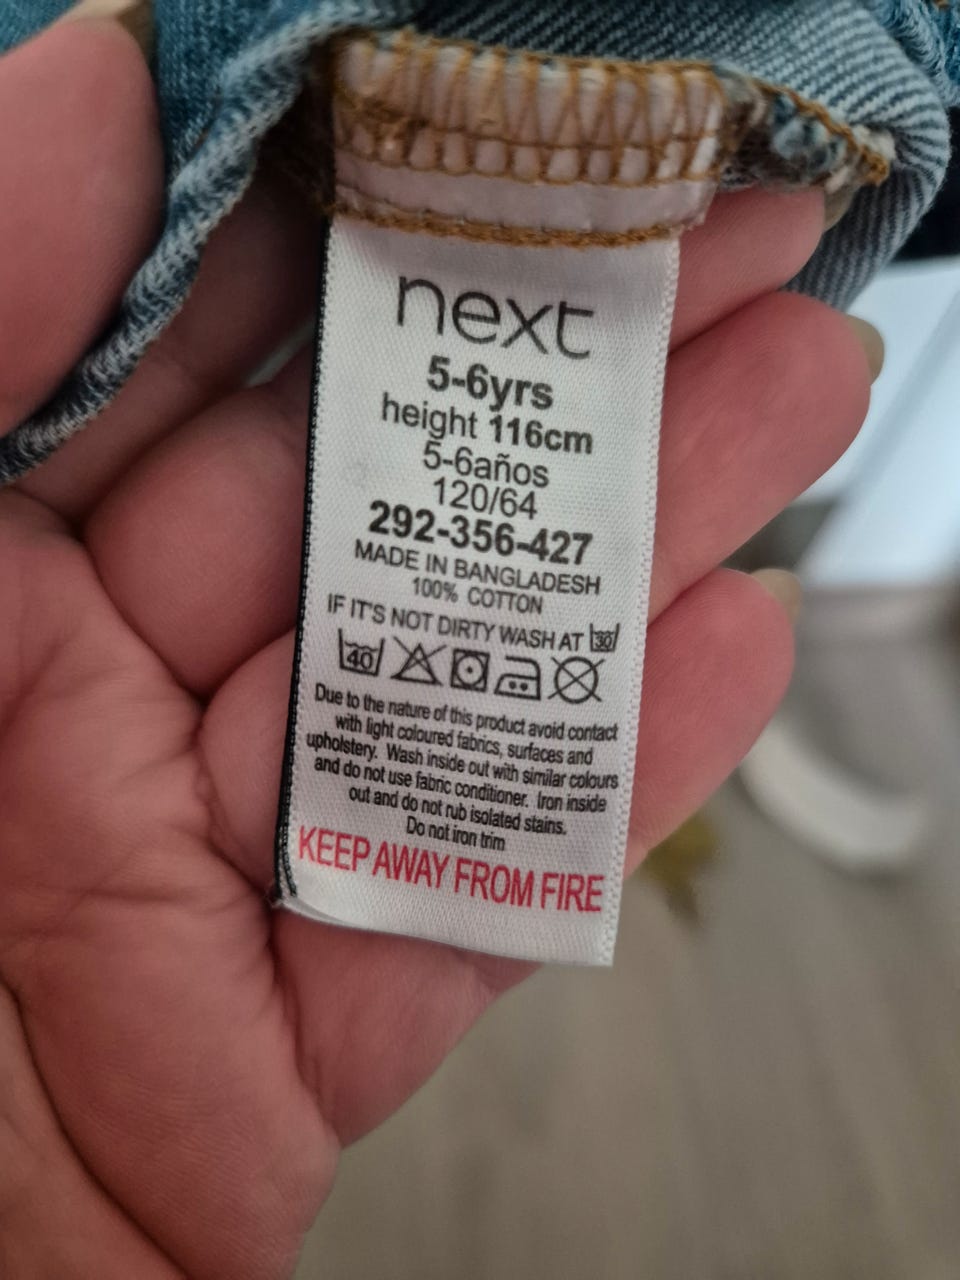 next
5-6yrs
height 116cm
5-6años
120/64
292-356-427
MADE IN BANGLADESH
100% COTTON
IF IT'S NOT DIRTY WASH AT 30
40
Due to the nature of this product avoid contact
with light coloured fabrics, surfaces and
upholstery. Wash inside out with similar colours
and do not use fabric conditioner. Iron inside
out and do not rub isolated stains.
Do not iron trim
KEEP AWAY FROM FIRE